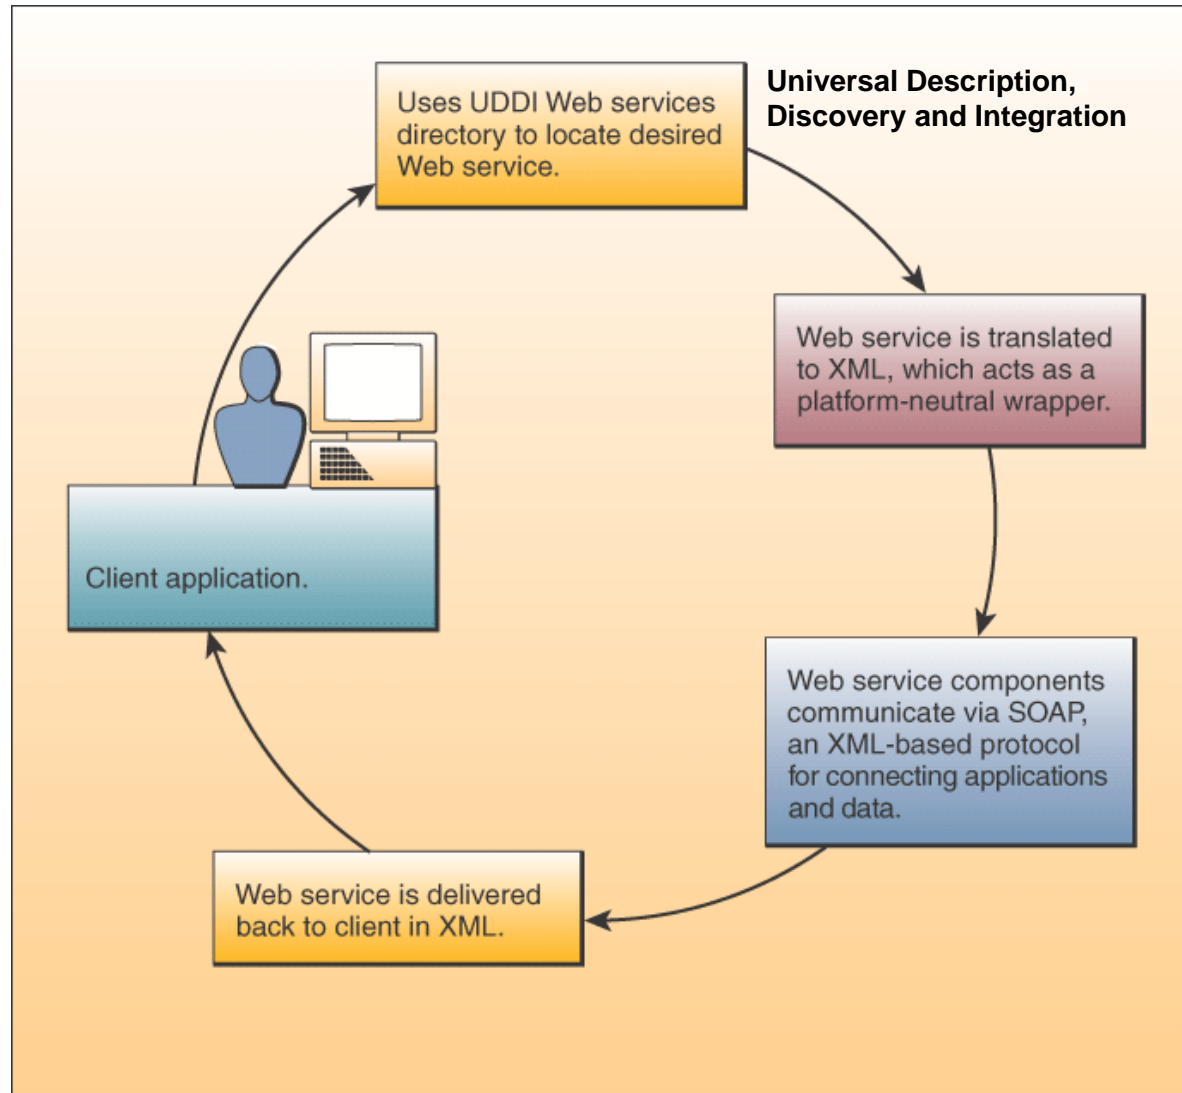 Uses UDDI Web services
directory to locate desired
Web service.
Universal Description,
Discovery and Integration
Web service is translated
to XML, which acts as a
platform-neutral wrapper.
Client application.
Web service components
communicate via SOAP,
an XML-based protocol
for connecting applications
and data.
Web service is delivered
back to client in XML.